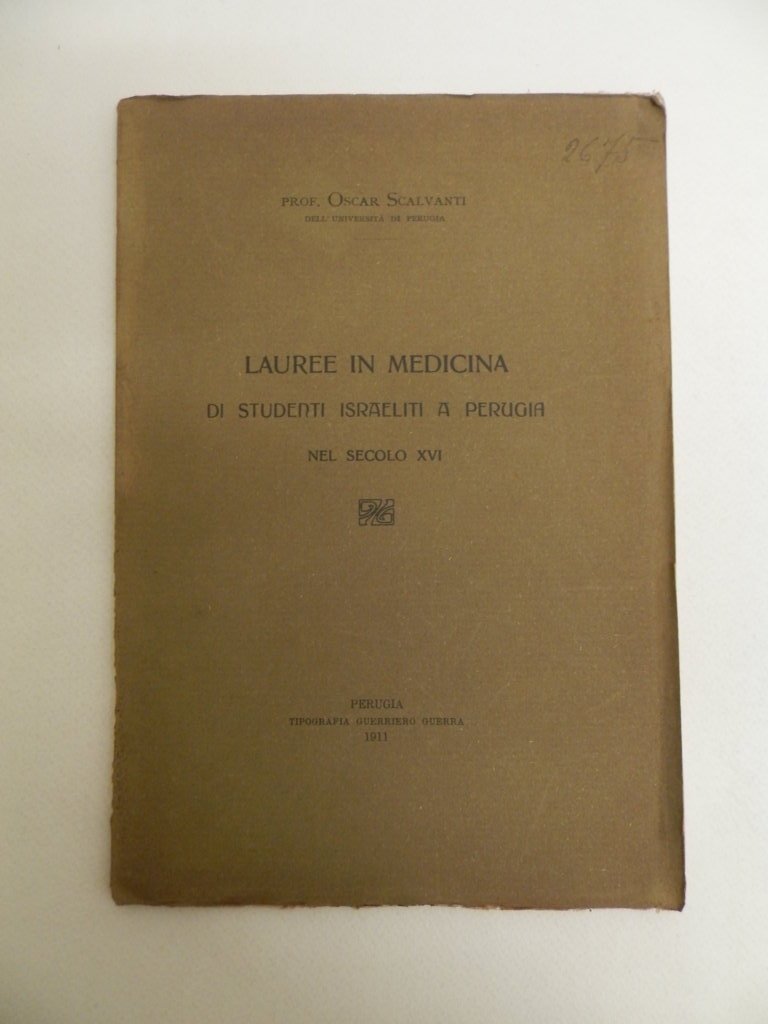 2675
PROF. OSCAR SCALVANTI
DELL'UNIVERSITÀ DI PERUGIA
LAUREE IN MEDICINA
DI STUDENTI ISRAELITI A PERUGIA
NEL SECOLO XVI
PERUGIA
TIPOGRAFIA GUERRIERO GUERRA
1911